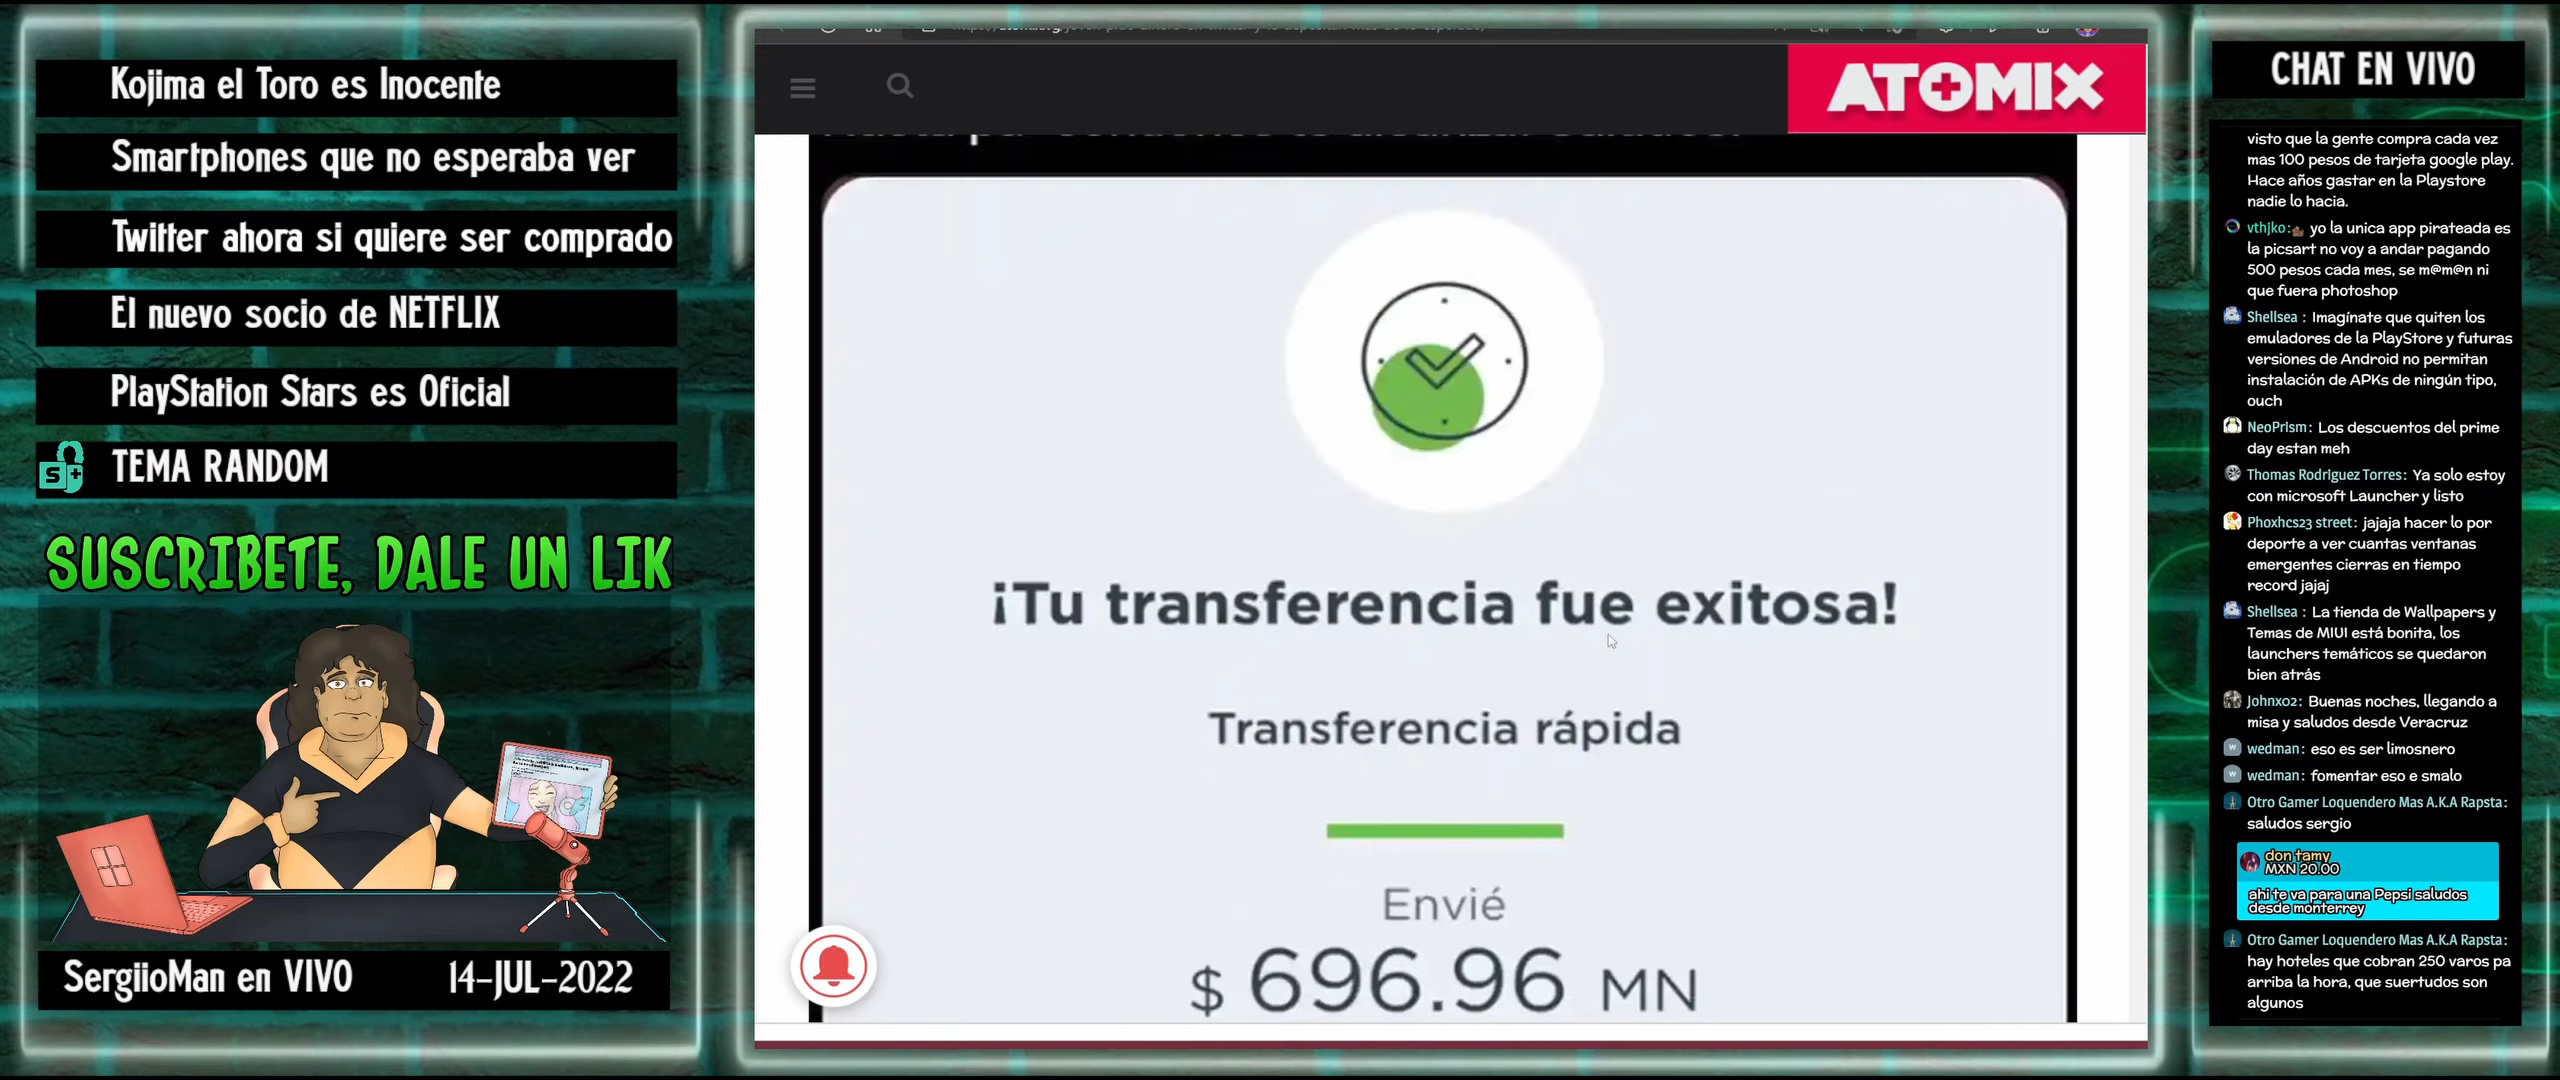 Kojima el Toro es Inocente
Smartphones que no esperaba ver
Twitter ahora si quiere ser comprado
El nuevo socio de NETFLIX
PlayStation Stars es Oficial
S+
TEMA RANDOM
SUSCRIBETE, DALE UN LIK
SergiioMan en VIVO
14-JUL-2022
ATOMIX
¡Tu transferencia fue exitosa!
Transferencia rápida
Envié
$ 696.96 MN
CHAT EN VIVO
visto que la gente compra cada vez
mas 100 pesos de tarjeta google play.
Hace años gastar en la Playstore
nadie lo hacia.
vthjko: yo la unica app pirateada es
la picsart no voy a andar pagando
500 pesos cada mes, se m@m@n ni
que fuera photoshop
Shellsea : Imagínate que quiten los
emuladores de la PlayStore y futuras
versiones de Android no permitan
instalación de APKs de ningún tipo,
ouch
NeoPr1sm: Los descuentos del prime
day estan meh
Thomas Rodríguez Torres: Ya solo estoy
con microsoft Launcher y listo
Phoxhcs23 street: jajaja hacer lo por
deporte a ver cuantas ventanas
emergentes cierras en tiempo
record jajaj
Shellsea : La tienda de Wallpapers y
Temas de MIUI está bonita, los
launchers temáticos se quedaron
bien atrás
Johnx02: Buenas noches, llegando a
misa y saludos desde Veracruz
W wedman: eso es ser limosnero
W wedman: fomentar eso e smalo
Otro Gamer Loquendero Mas A.K.A Rapsta:
saludos sergio
don tamy
MXN 20.00
ahi te va para una Pepsi saludos
desde monterrey
Otro Gamer Loquendero Mas A.K.A Rapsta:
hay hoteles que cobran 250 varos pa
arriba la hora, que suertudos son
algunos